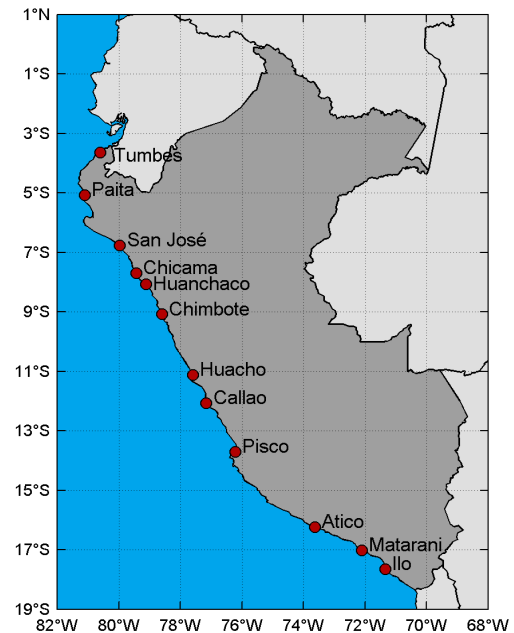 1°N
1°S
3°S
Tumbes
5°S
Paita
San José
7°S
Chicama
Huanchaco
9°S
Chimbote
11°S
Huacho
Callao
13°S
Pisco
15°S
Atico
17°S
Matarani
Ilo
19°S
82°W 80°W 78°W 76°W 74°W 72°W 70°W 68°W